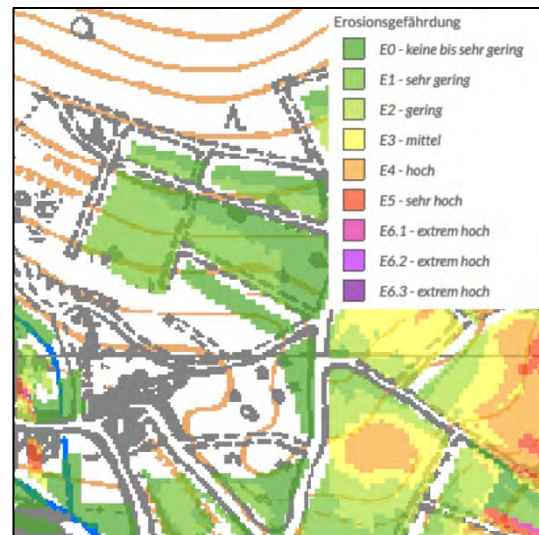 Erosionsgefährdung
E0 - keine bis sehr gering
E1 - sehr gering
E2 - gering
E3 - mittel
E4 - hoch
E5 - sehr hoch
E6.1 - extrem hoch
E6.2 - extrem hoch
E6.3 - extrem hoch